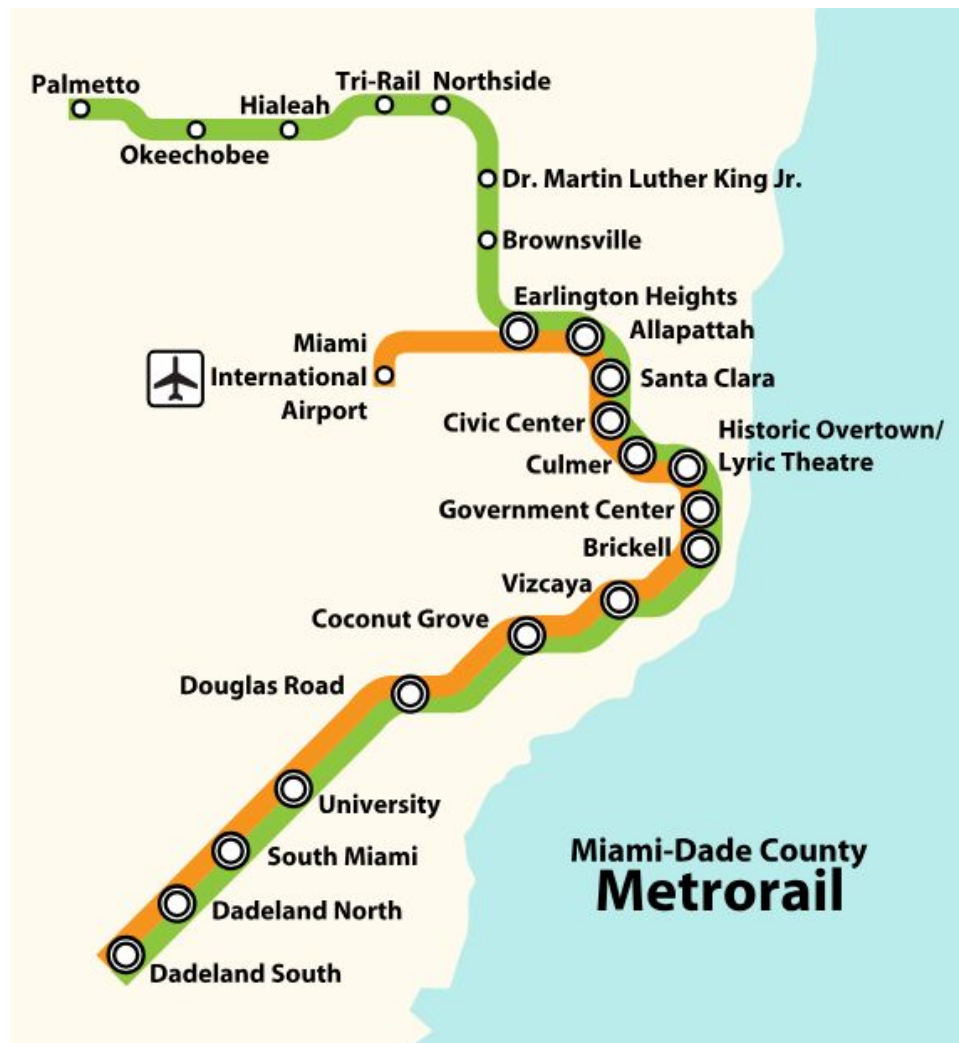 Palmetto
Okeechobee
Hialeah
Tri-Rail
Northside
Dr. Martin Luther King Jr.
Brownsville
Earlington Heights
Allapattah
Miami
International
Airport
Santa Clara
Civic Center
Culmer
Historic Overtown/
Lyric Theatre
Government Center
Brickell
Vizcaya
Coconut Grove
Douglas Road
University
South Miami
Dadeland North
Dadeland South
Miami-Dade County
Metrorail